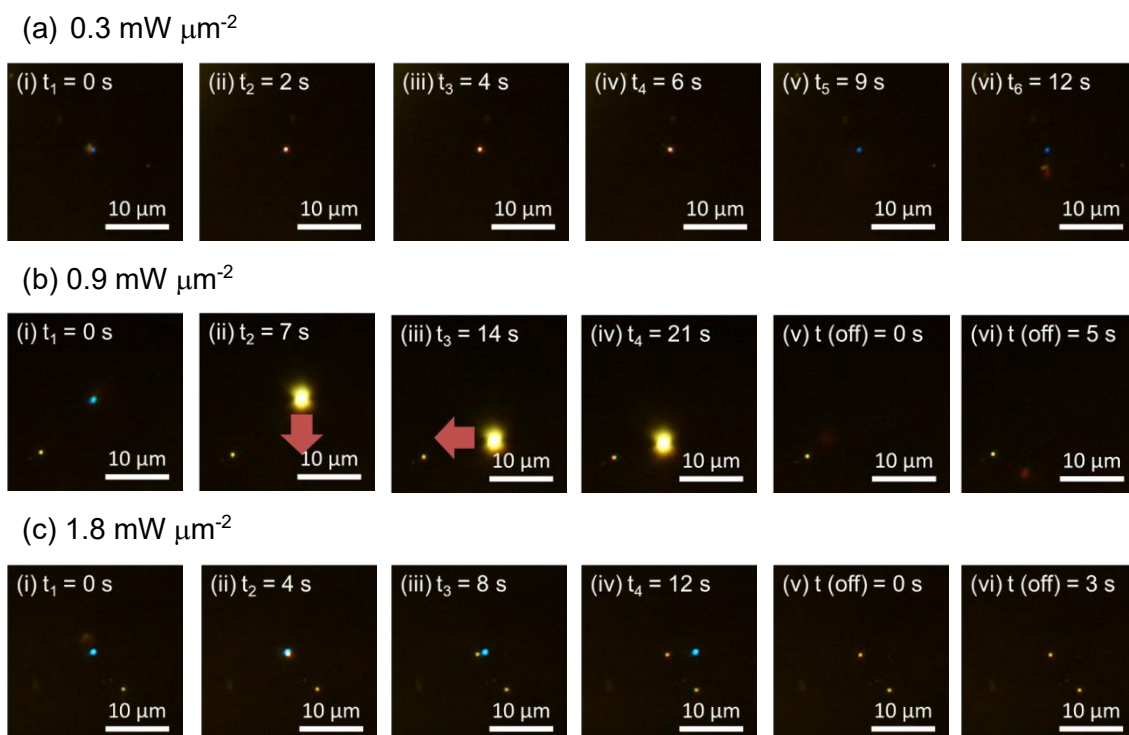 (a) 0.3 mW μm⁻²
(i) t₁ = 0 s (ii) t₂ = 2 s (iii) t₃ = 4 s (iv) t₄ = 6 s (v) t₅ = 9 s (vi) t₆ = 12 s
10 μm 10 μm 10 μm 10 μm 10 μm 10 μm
(b) 0.9 mW μm⁻²
(i) t₁ = 0 s (ii) t₂ = 7 s (iii) t₃ = 14 s (iv) t₄ = 21 s (v) t (off) = 0 s (vi) t (off) = 5 s
10 μm 10 μm 10 μm 10 μm 10 μm 10 μm
(c) 1.8 mW μm⁻²
(i) t₁ = 0 s (ii) t₂ = 4 s (iii) t₃ = 8 s (iv) t₄ = 12 s (v) t (off) = 0 s (vi) t (off) = 3 s
10 μm 10 μm 10 μm 10 μm 10 μm 10 μm